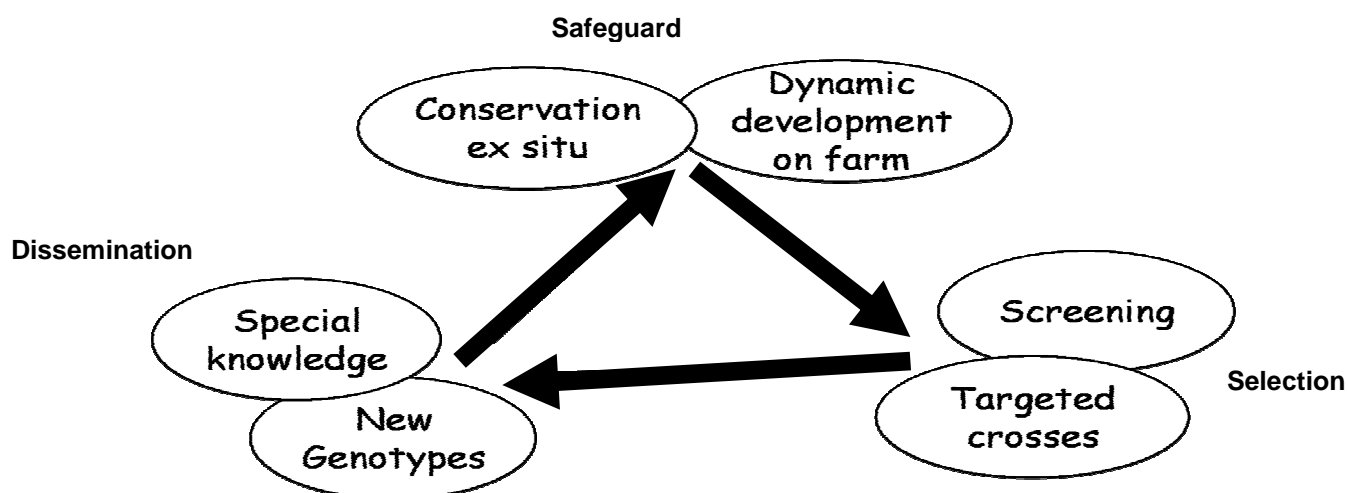 Safeguard
Conservation
ex situ
Dynamic
development
on farm
Dissemination
Special
knowledge
New
Genotypes
Screening
Targeted
crosses
Selection